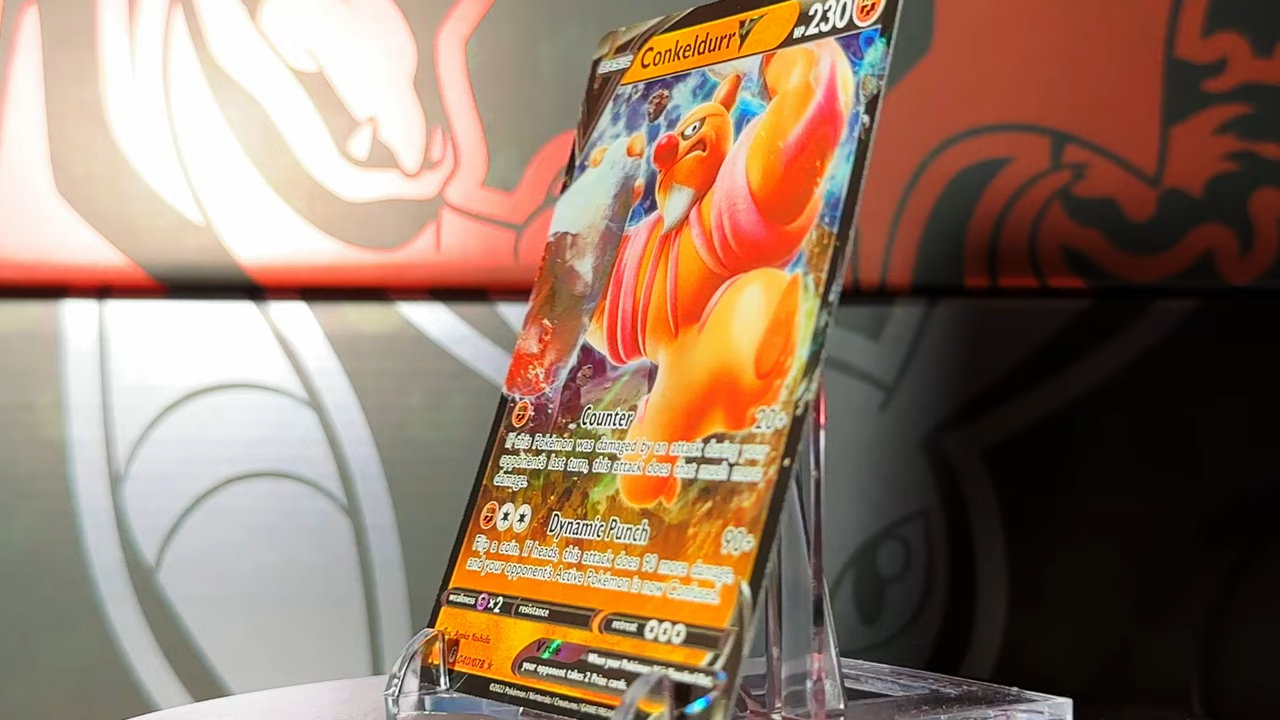 BASIC Conkeldurr V HP 230
Counter 20+
If this Pokémon was damaged by an attack during your
opponent's last turn, this attack does that much more
damage.
Dynamic Punch 90+
Flip a coin. If heads, this attack does 90 more damage,
and your opponent's Active Pokémon is now Confused.
weakness ×2 resistance retreat
V rule When your Pokémon
040/078
your opponent takes 2 Prize cards.
©2022 Pokémon / Nintendo / Creatures / GAME FREAK